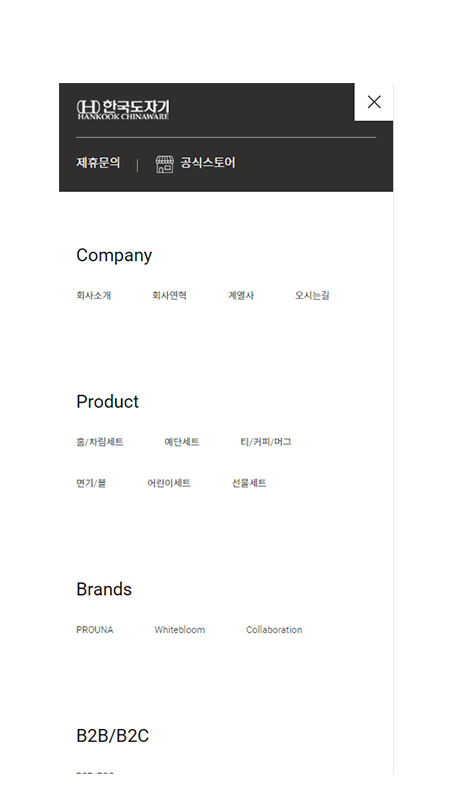 한국도자기
HANKOOK CHINAWARE
제휴문의 | 공식스토어
Company
회사소개 회사연혁 계열사 오시는길
Product
홈/차림세트 예단세트 티/커피/머그
면기/볼 어린이세트 선물세트
Brands
PROUNA Whitebloom Collaboration
B2B/B2C